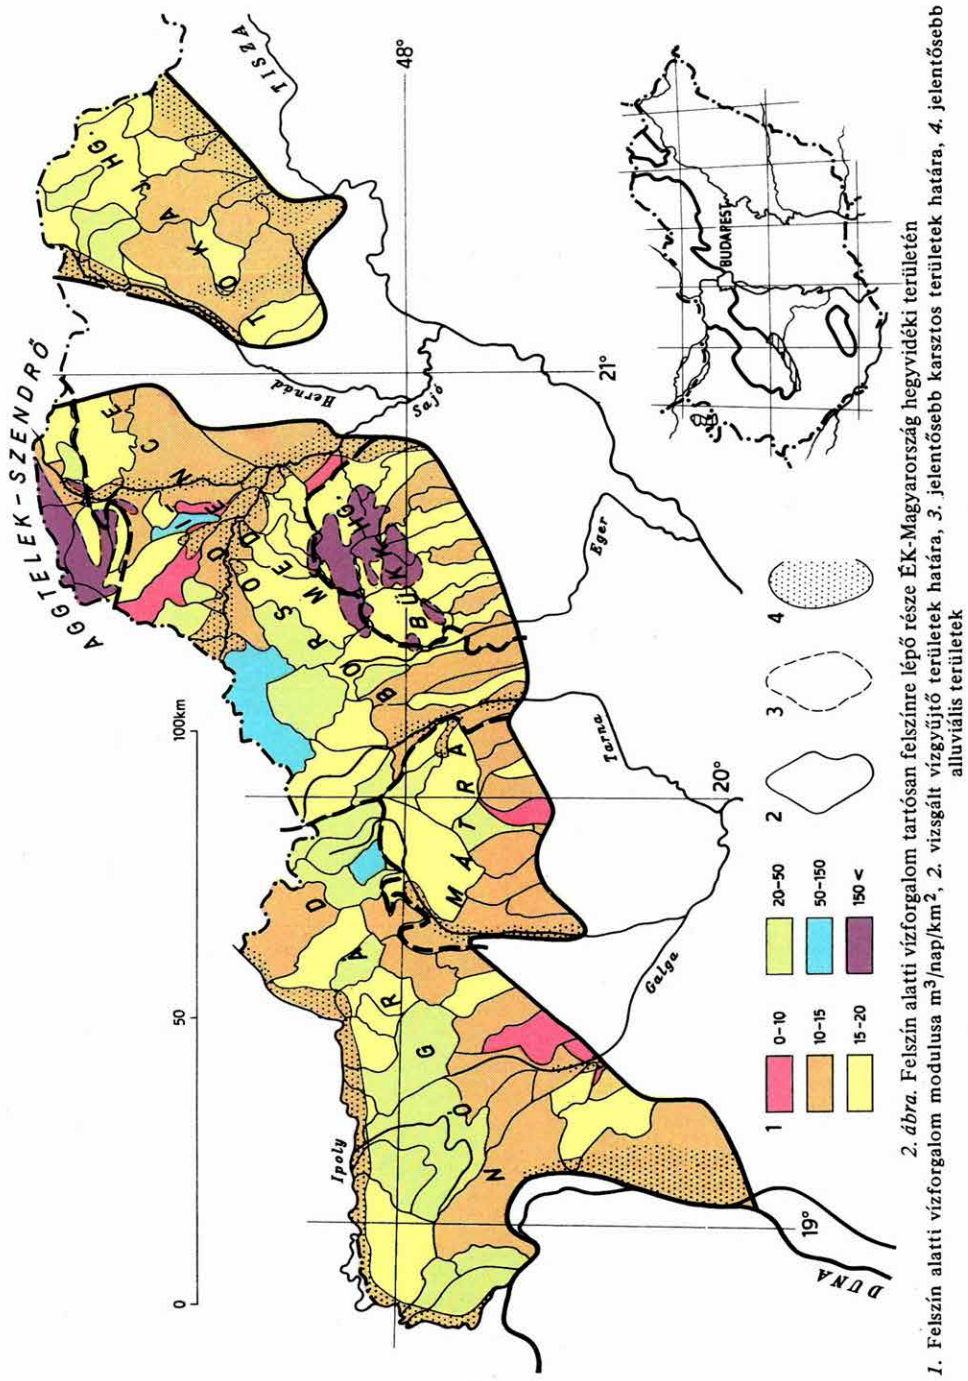 AGGTELEK-SZENDRŐ
TISZA
48°
TOKAJ HG.
Hernád
Sajó
21°
BORSOD
MEDENCE
BÜKK HG.
Eger
0
50
100km
NÓGRÁD
MÁTRA
Tarna
20°
Ipoly
Galga
19°
DUNA
BUDAPEST
1
0-10
10-15
15-20
20-50
50-150
150 <
2
3
4
2. ábra. Felszín alatti vízforgalom tartósan felszínre lépő része ÉK-Magyarország hegyvidéki területén
1. Felszín alatti vízforgalom modulusa m³/nap/km², 2. vizsgált vízgyűjtő területek határa, 3. jelentősebb karsztos területek határa, 4. jelentősebb
alluviális területek